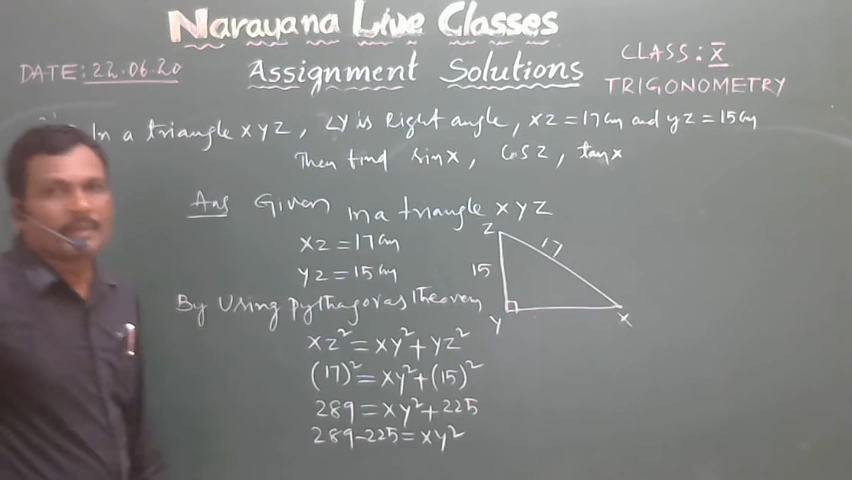 Narayana Live Classes
DATE: 22.06.20
Assignment Solutions
CLASS: X
TRIGONOMETRY
In a triangle XYZ, ∠Y is Right angle, XZ = 17cm and YZ = 15cm
Then find sinx, cosz, tanx
Ans Given in a triangle XYZ
XZ = 17cm
YZ = 15cm
By Using pythagoras Theorem
XZ² = XY² + YZ²
(17)² = XY² + (15)²
289 = XY² + 225
289-225 = XY²
Z
17
15
Y
X